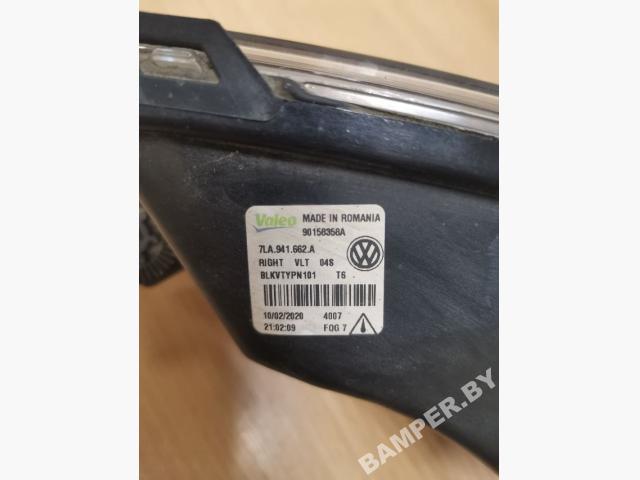 Valeo MADE IN ROMANIA
90158358A
7LA.941.662.A
RIGHT VLT 04S
BLKVTYPN101 T6
10/02/2020 4007
21:02:09 FOG 7
BAMPER.BY